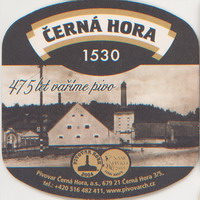 ČERNÁ HORA
1530
475 let vaříme pivo
Pivovar Černá Hora, a.s., 679 21 Černá Hora 3/5,
tel.: +420 516 482 411, www.pivovarch.cz